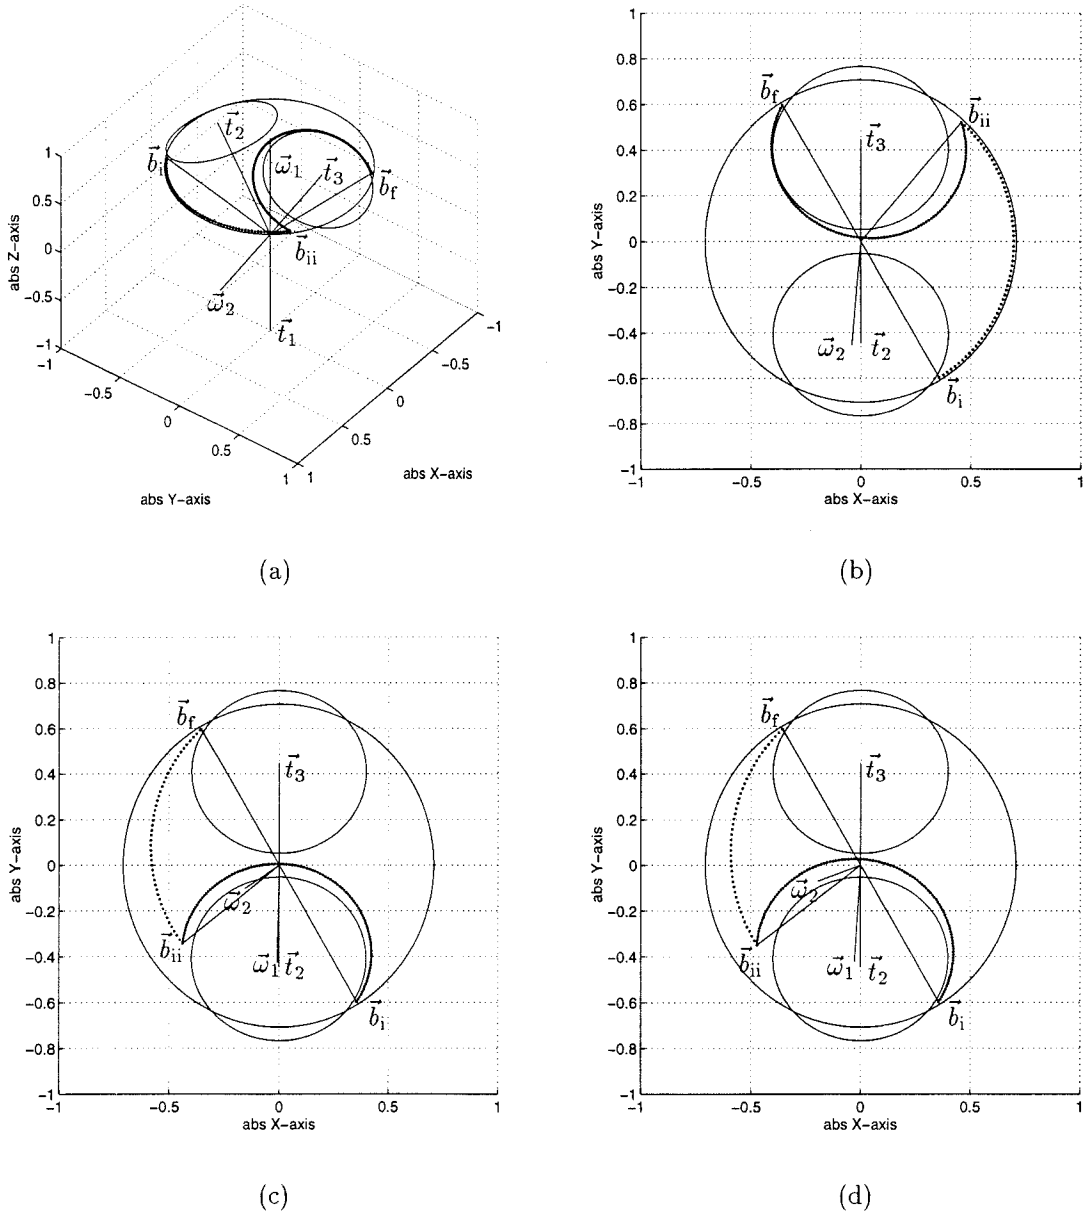 1
0.5
0
−0.5
−1
abs Z−axis
−1
−0.5
0
0.5
1
abs Y−axis
1
0.5
0
−0.5
−1
abs X−axis
b⃗i
t⃗2
ω⃗1
t⃗3
b⃗f
b⃗ii
ω⃗2
t⃗1
(a)
1
0.8
0.6
0.4
0.2
0
−0.2
−0.4
−0.6
−0.8
−1
abs Y−axis
−1
−0.5
0
0.5
1
abs X−axis
b⃗f
b⃗ii
t⃗3
ω⃗2
t⃗2
b⃗i
(b)
1
0.8
0.6
0.4
0.2
0
−0.2
−0.4
−0.6
−0.8
−1
abs Y−axis
−1
−0.5
0
0.5
1
abs X−axis
b⃗f
t⃗3
ω⃗2
b⃗ii
ω⃗1
t⃗2
b⃗i
(c)
1
0.8
0.6
0.4
0.2
0
−0.2
−0.4
−0.6
−0.8
−1
abs Y−axis
−1
−0.5
0
0.5
1
abs X−axis
b⃗f
t⃗3
ω⃗2
b⃗ii
ω⃗1
t⃗2
b⃗i
(d)